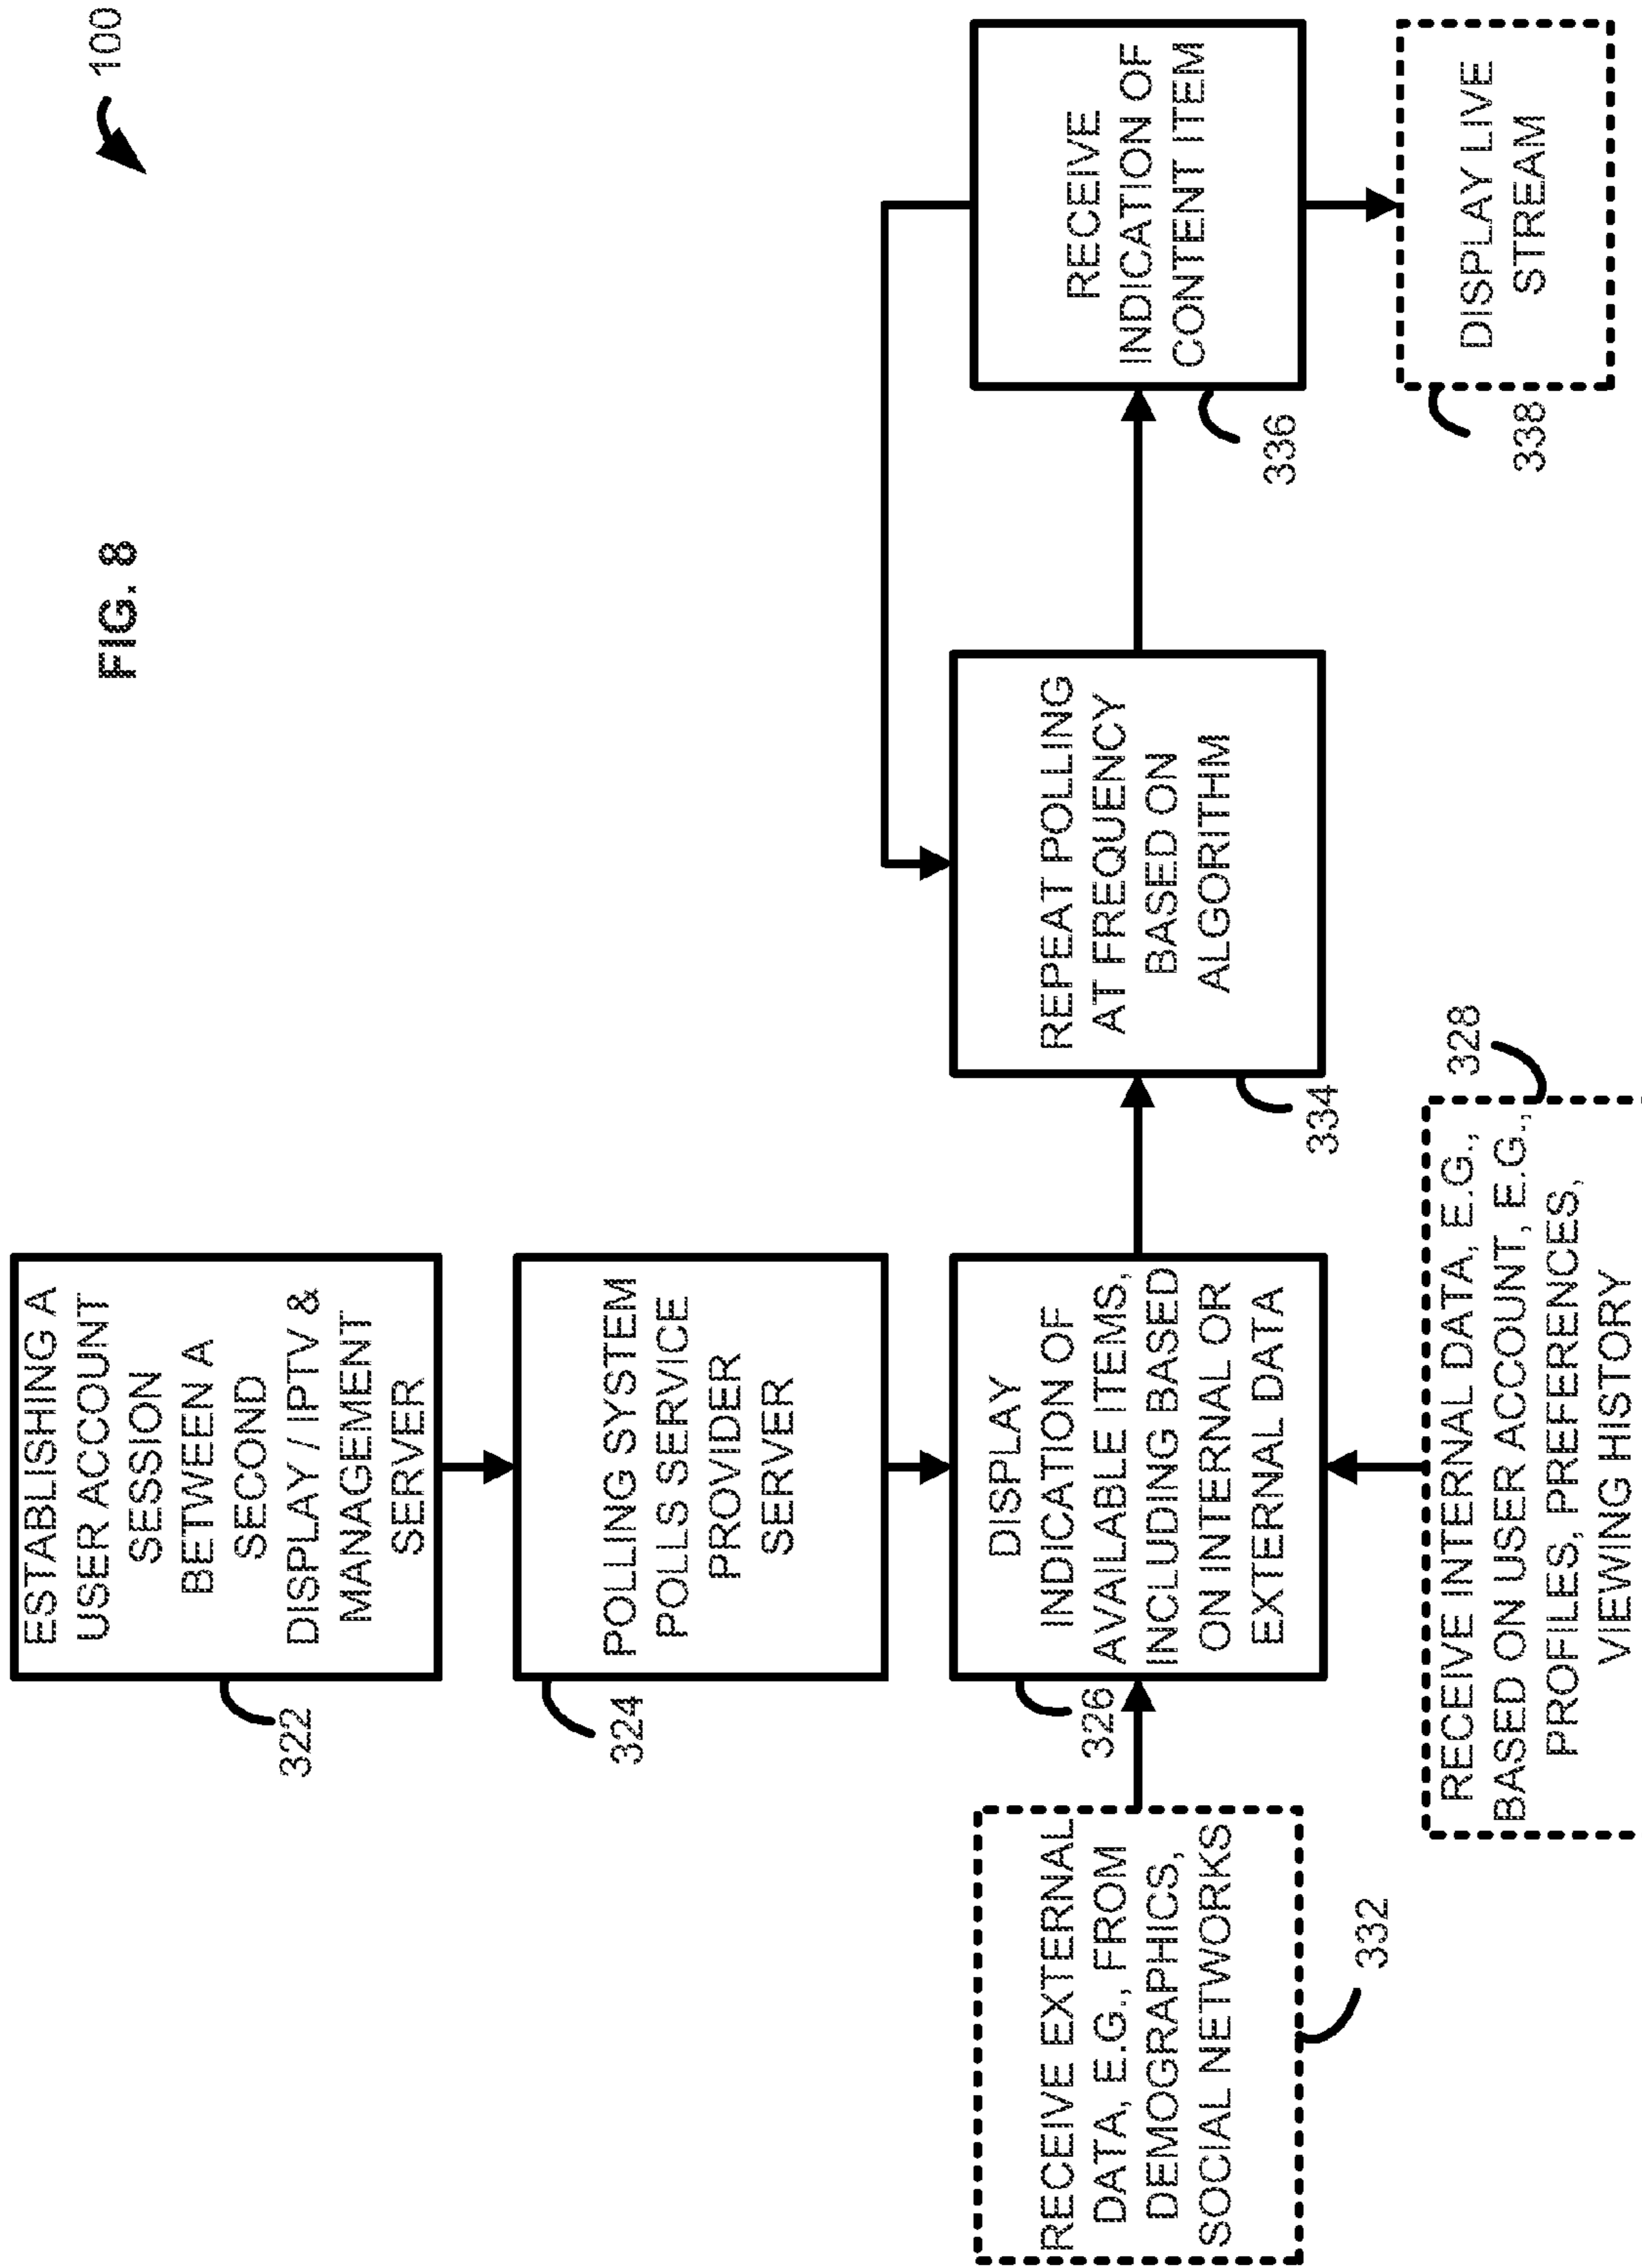 FIG. 8
100
ESTABLISHING A
USER ACCOUNT
SESSION
BETWEEN A
SECOND
DISPLAY / IPTV &
MANAGEMENT
SERVER
322
POLLING SYSTEM
POLLS SERVICE
PROVIDER
SERVER
324
RECEIVE EXTERNAL
DATA, E.G., FROM
DEMOGRAPHICS,
SOCIAL NETWORKS
332
DISPLAY
INDICATION OF
AVAILABLE ITEMS,
INCLUDING BASED
ON INTERNAL OR
EXTERNAL DATA
326
REPEAT POLLING
AT FREQUENCY
BASED ON
ALGORITHM
334
RECEIVE
INDICATION OF
CONTENT ITEM
336
RECEIVE INTERNAL DATA, E.G.,
BASED ON USER ACCOUNT, E.G.,
PROFILES, PREFERENCES,
VIEWING HISTORY
328
DISPLAY LIVE
STREAM
338